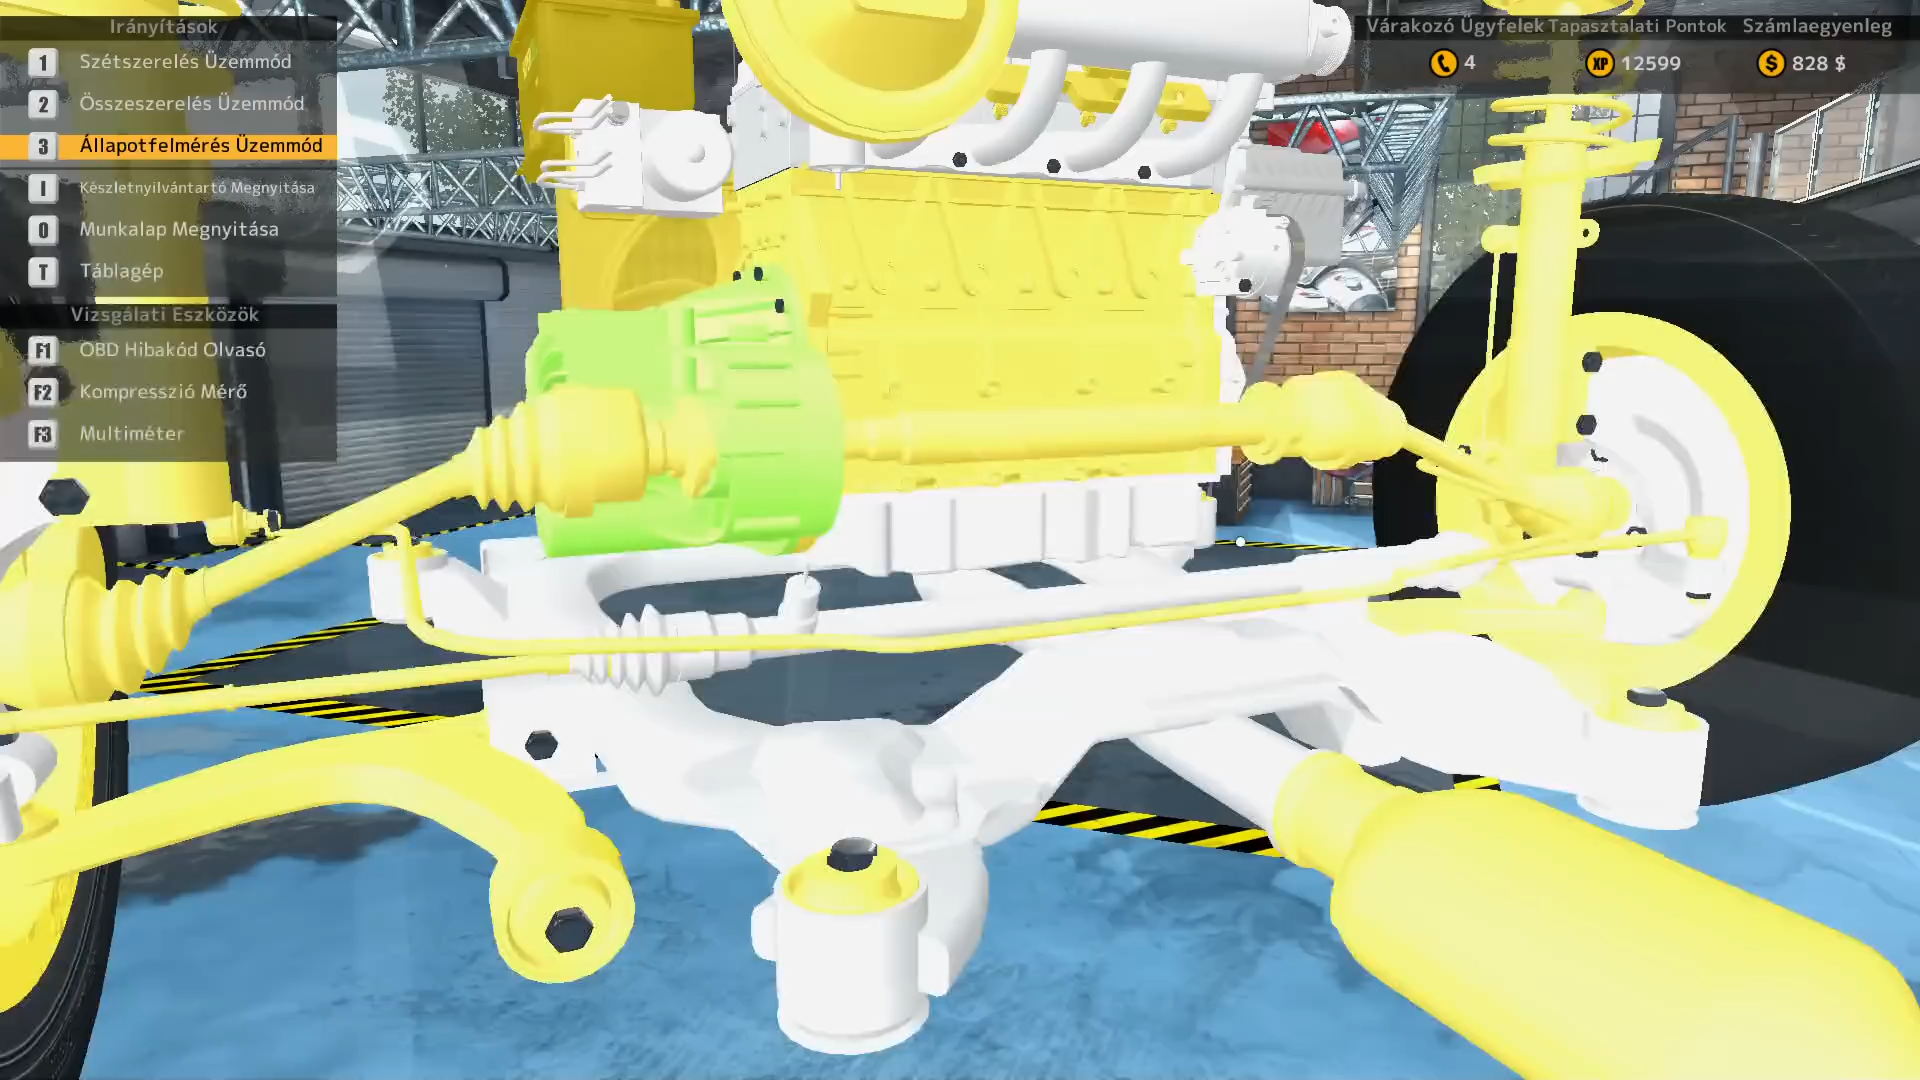 Irányítások
1 Szétszerelés Üzemmód
2 Összeszerelés Üzemmód
3 Állapotfelmérés Üzemmód
I Készletnyilvántartó Megnyitása
O Munkalap Megnyitása
T Táblagép
Vizsgálati Eszközök
F1 OBD Hibakód Olvasó
F2 Kompresszió Mérő
F3 Multiméter
Várakozó Ügyfelek Tapasztalati Pontok Számlaegyenleg
4 XP 12599 $ 828 $